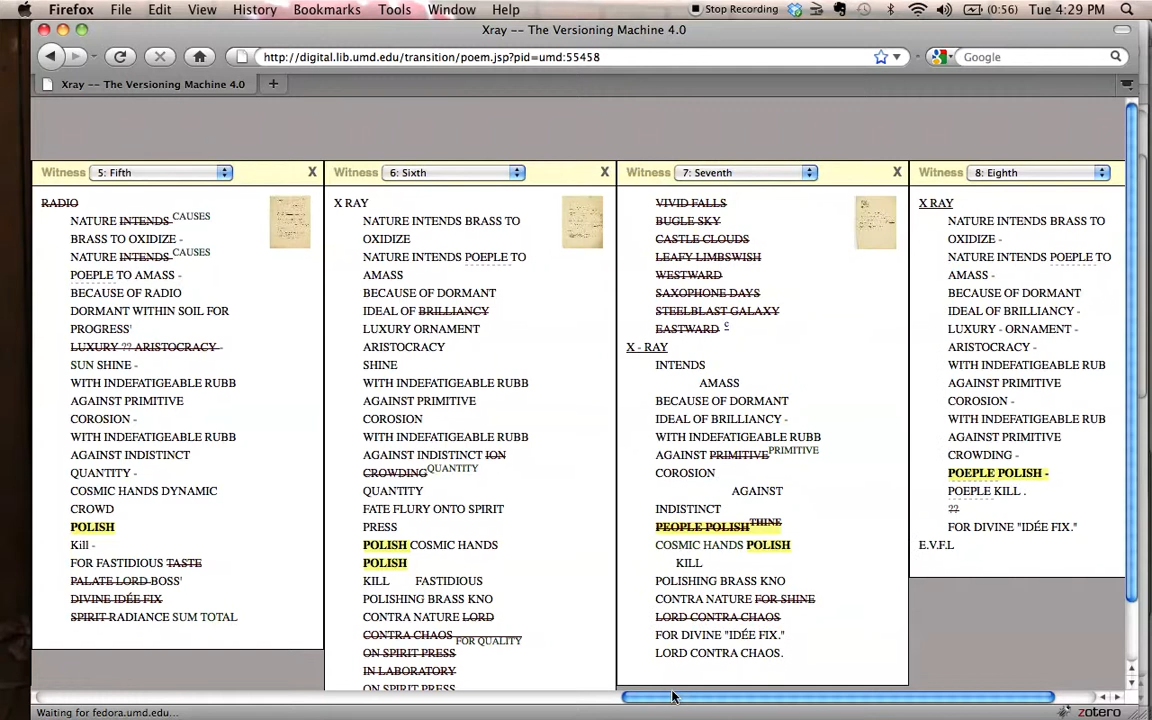 Firefox File Edit View History Bookmarks Tools Window Help Stop Recording (0:56) Tue 4:29 PM
Xray -- The Versioning Machine 4.0
http://digital.lib.umd.edu/transition/poem.jsp?pid=umd:55458 Google
Xray -- The Versioning Machine 4.0 +
Witness 5: Fifth X
RADIO
NATURE INTENDS CAUSES
BRASS TO OXIDIZE -
NATURE INTENDS CAUSES
POEPLE TO AMASS -
BECAUSE OF RADIO
DORMANT WITHIN SOIL FOR
PROGRESS'
LUXURY ?? ARISTOCRACY -
SUN SHINE -
WITH INDEFATIGEABLE RUBB
AGAINST PRIMITIVE
COROSION -
WITH INDEFATIGEABLE RUBB
AGAINST INDISTINCT
QUANTITY -
COSMIC HANDS DYNAMIC
CROWD
POLISH
Kill -
FOR FASTIDIOUS TASTE
PALATE LORD BOSS'
DIVINE IDÉE FIX
SPIRIT RADIANCE SUM TOTAL
Witness 6: Sixth X
X RAY
NATURE INTENDS BRASS TO
OXIDIZE
NATURE INTENDS POEPLE TO
AMASS
BECAUSE OF DORMANT
IDEAL OF BRILLIANCY
LUXURY ORNAMENT
ARISTOCRACY
SHINE
WITH INDEFATIGEABLE RUBB
AGAINST PRIMITIVE
COROSION
WITH INDEFATIGEABLE RUBB
AGAINST INDISTINCT ION
CROWDING QUANTITY
QUANTITY
FATE FLURY ONTO SPIRIT
PRESS
POLISH COSMIC HANDS
POLISH
KILL FASTIDIOUS
POLISHING BRASS KNO
CONTRA NATURE LORD
CONTRA CHAOS FOR QUALITY
ON SPIRIT PRESS
IN LABORATORY
ON SPIRIT PRESS
Witness 7: Seventh X
VIVID FALLS
BUGLE SKY
CASTLE CLOUDS
LEAFY LIMBSWISH
WESTWARD
SAXOPHONE DAYS
STEELBLAST GALAXY
EASTWARD c
X - RAY
INTENDS
AMASS
BECAUSE OF DORMANT
IDEAL OF BRILLIANCY -
WITH INDEFATIGEABLE RUBB
AGAINST PRIMITIVE PRIMITIVE
COROSION
AGAINST
INDISTINCT
PEOPLE POLISH THINE
COSMIC HANDS POLISH
KILL
POLISHING BRASS KNO
CONTRA NATURE FOR SHINE
LORD CONTRA CHAOS
FOR DIVINE "IDÉE FIX."
LORD CONTRA CHAOS.
Witness 8: Eighth
X RAY
NATURE INTENDS BRASS TO
OXIDIZE -
NATURE INTENDS POEPLE TO
AMASS -
BECAUSE OF DORMANT
IDEAL OF BRILLIANCY -
LUXURY - ORNAMENT -
ARISTOCRACY -
WITH INDEFATIGEABLE RUB
AGAINST PRIMITIVE
COROSION -
WITH INDEFATIGEABLE RUB
AGAINST PRIMITIVE
CROWDING -
POEPLE POLISH -
POEPLE KILL .
??
FOR DIVINE "IDÉE FIX."
E.V.F.L
Waiting for fedora.umd.edu... zotero